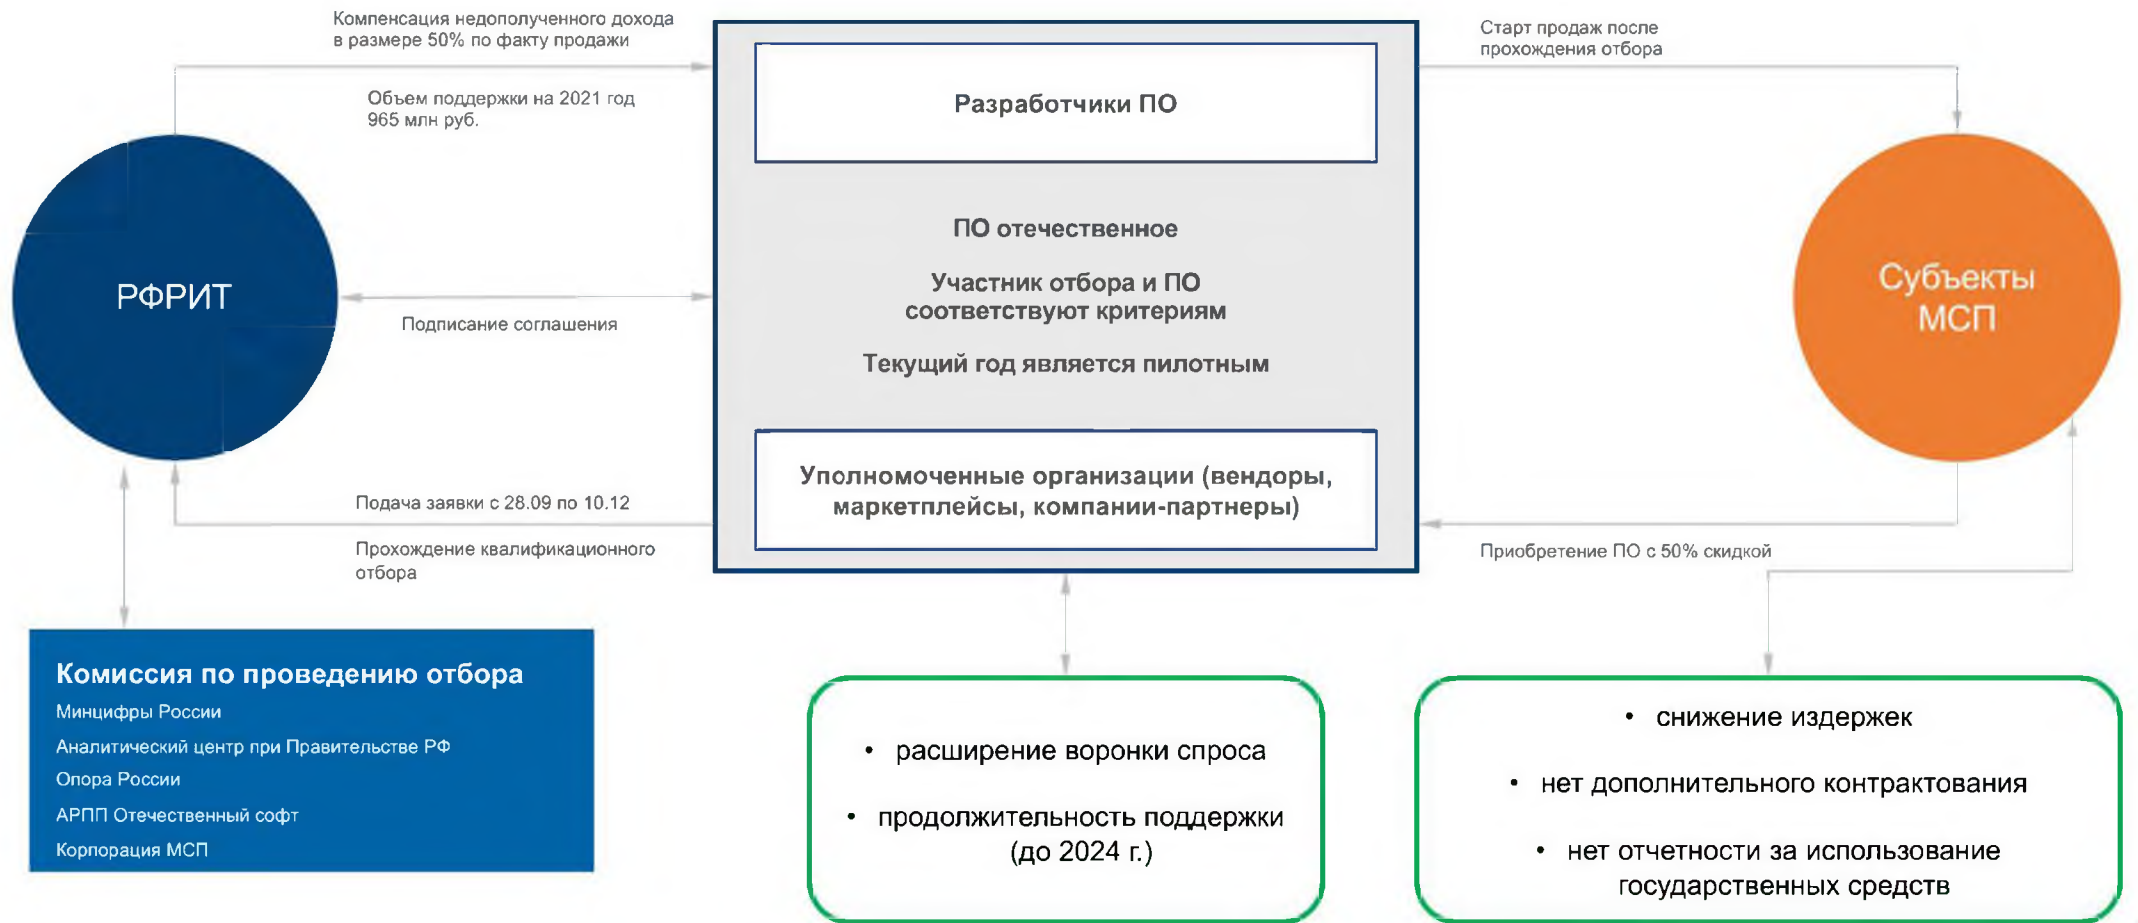 Компенсация недополученного дохода
в размере 50% по факту продажи
Объем поддержки на 2021 год
965 млн руб.
РФРИТ
Подписание соглашения
Подача заявки с 28.09 по 10.12
Прохождение квалификационного
отбора
Комиссия по проведению отбора
Минцифры России
Аналитический центр при Правительстве РФ
Опора России
АРПП Отечественный софт
Корпорация МСП
Разработчики ПО
ПО отечественное
Участник отбора и ПО
соответствуют критериям
Текущий год является пилотным
Уполномоченные организации (вендоры,
маркетплейсы, компании-партнеры)
• расширение воронки спроса
• продолжительность поддержки
(до 2024 г.)
Старт продаж после
прохождения отбора
Субъекты
МСП
Приобретение ПО с 50% скидкой
• снижение издержек
• нет дополнительного контрактования
• нет отчетности за использование
государственных средств